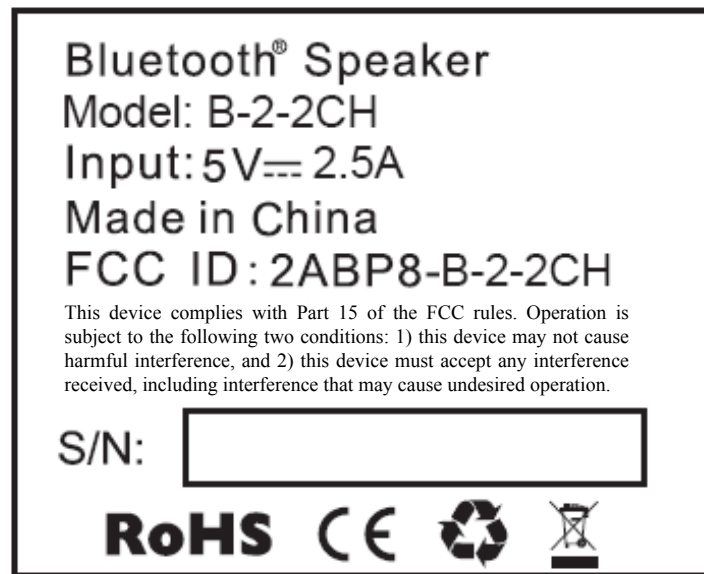 Bluetooth® Speaker
Model: B-2-2CH
Input: 5V⎓ 2.5A
Made in China
FCC ID: 2ABP8-B-2-2CH
This device complies with Part 15 of the FCC rules. Operation is
subject to the following two conditions: 1) this device may not cause
harmful interference, and 2) this device must accept any interference
received, including interference that may cause undesired operation.
S/N:
RoHS CE